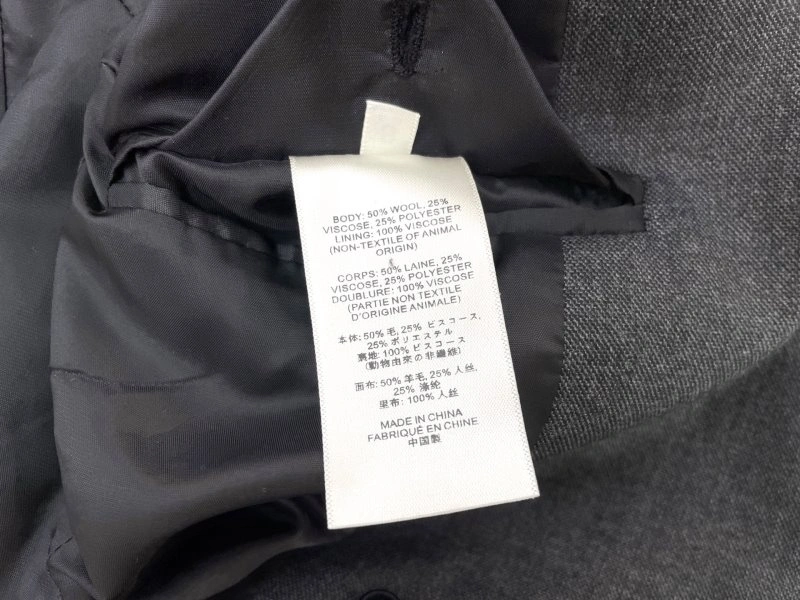 BODY: 50% WOOL, 25%
VISCOSE, 25% POLYESTER
LINING: 100% VISCOSE
(NON-TEXTILE OF ANIMAL
ORIGIN)
CORPS: 50% LAINE, 25%
VISCOSE, 25% POLYESTER
DOUBLURE: 100% VISCOSE
(PARTIE NON TEXTILE
D'ORIGINE ANIMALE)
本体: 50% 毛, 25% ビスコース,
25% ポリエステル
裏地: 100% ビスコース
(動物由来の非繊維)
面布: 50% 羊毛, 25% 人丝,
25% 涤纶
里布: 100% 人丝
MADE IN CHINA
FABRIQUÉ EN CHINE
中国製